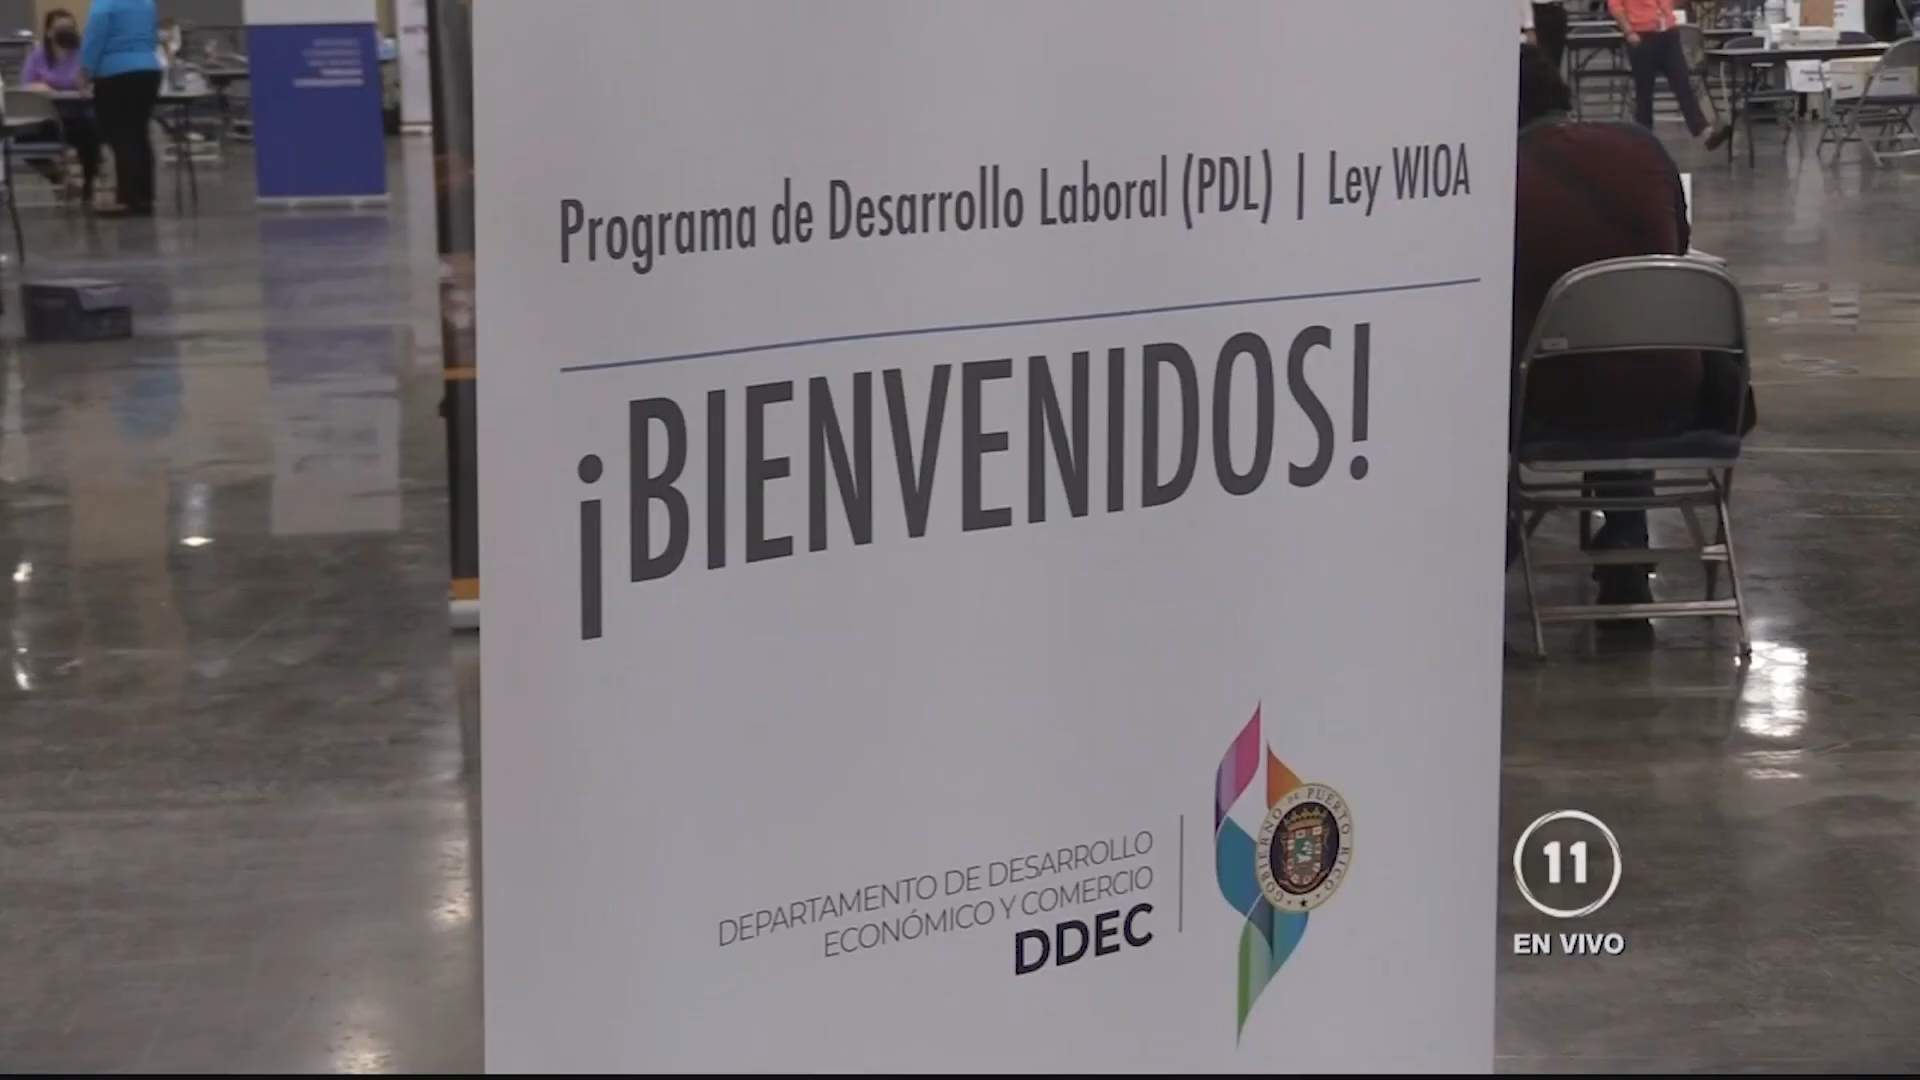 Programa de Desarrollo Laboral (PDL) | Ley WIOA
¡BIENVENIDOS!
DEPARTAMENTO DE DESARROLLO
ECONÓMICO Y COMERCIO
DDEC
GOBIERNO DE PUERTO RICO
11
EN VIVO